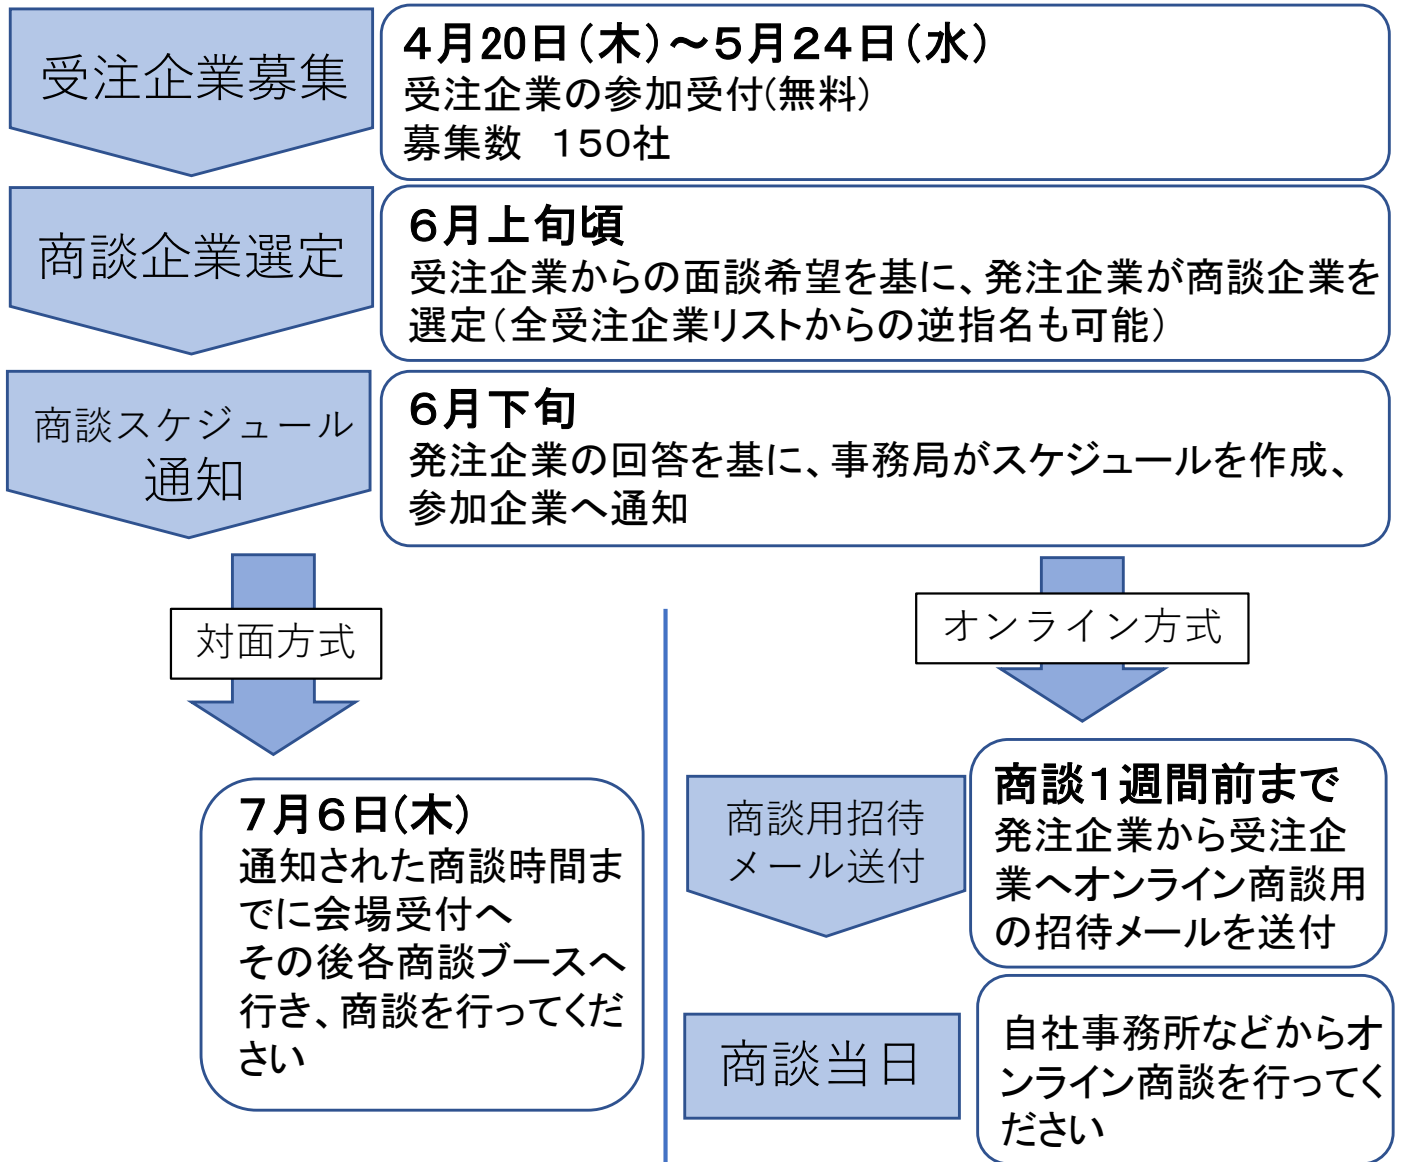 受注企業募集
４月20日（木）～５月２４日（水）
受注企業の参加受付(無料)
募集数　１５０社
商談企業選定
６月上旬頃
受注企業からの面談希望を基に、発注企業が商談企業を
選定（全受注企業リストからの逆指名も可能）
商談スケジュール
通知
６月下旬
発注企業の回答を基に、事務局がスケジュールを作成、
参加企業へ通知
対面方式
オンライン方式
７月６日(木)
通知された商談時間ま
でに会場受付へ
その後各商談ブースへ
行き、商談を行ってくだ
さい
商談用招待
メール送付
商談１週間前まで
発注企業から受注企
業へオンライン商談用
の招待メールを送付
商談当日
自社事務所などからオ
ンライン商談を行ってく
ださい